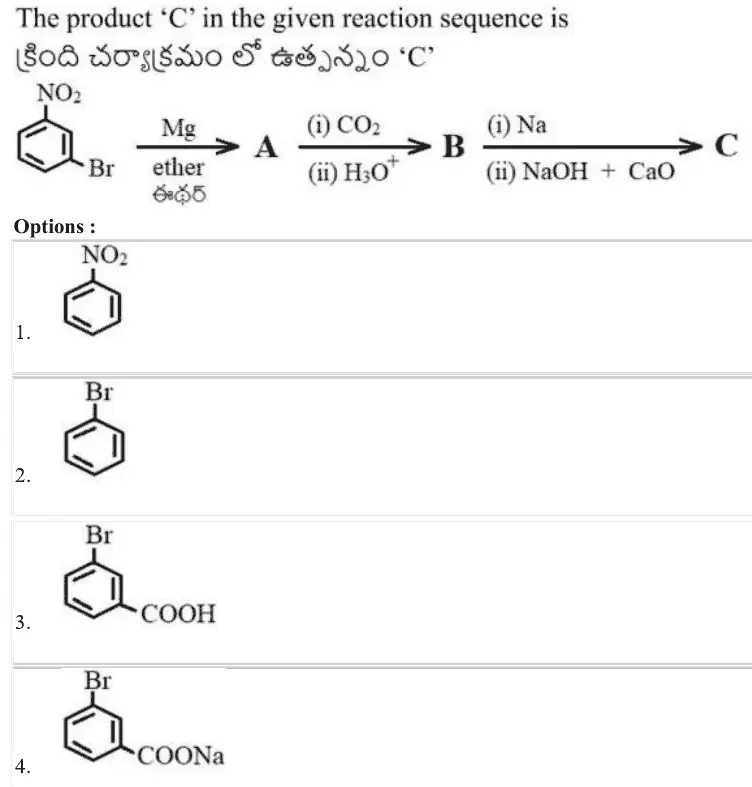 The product ‘C’ in the given reaction sequence is
క్రింది చర్యాక్రమం లో ఉత్పన్నం ‘C’
NO₂
Br
Mg
ether
ఈథర్
A
(i) CO₂
(ii) H₃O⁺
B
(i) Na
(ii) NaOH + CaO
C
Options :
NO₂
1.
Br
2.
Br
COOH
3.
Br
COONa
4.